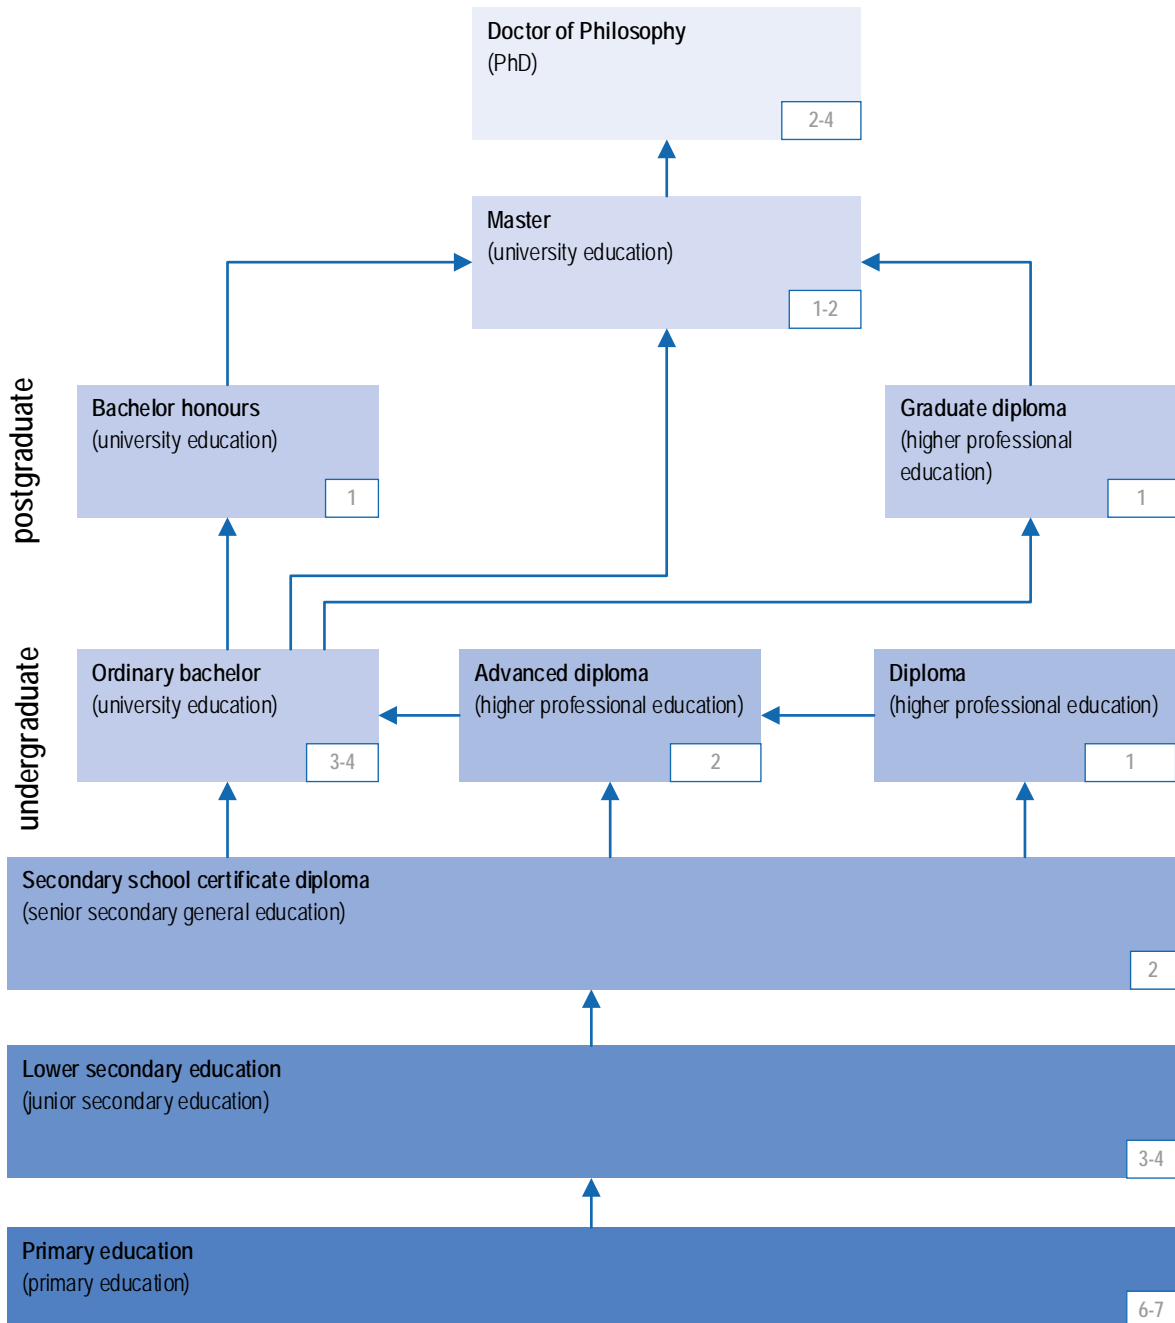 Doctor of Philosophy
(PhD)
2-4
Master
(university education)
1-2
postgraduate
Bachelor honours
(university education)
1
Graduate diploma
(higher professional
education)
1
undergraduate
Ordinary bachelor
(university education)
3-4
Advanced diploma
(higher professional education)
2
Diploma
(higher professional education)
1
Secondary school certificate diploma
(senior secondary general education)
2
Lower secondary education
(junior secondary education)
3-4
Primary education
(primary education)
6-7